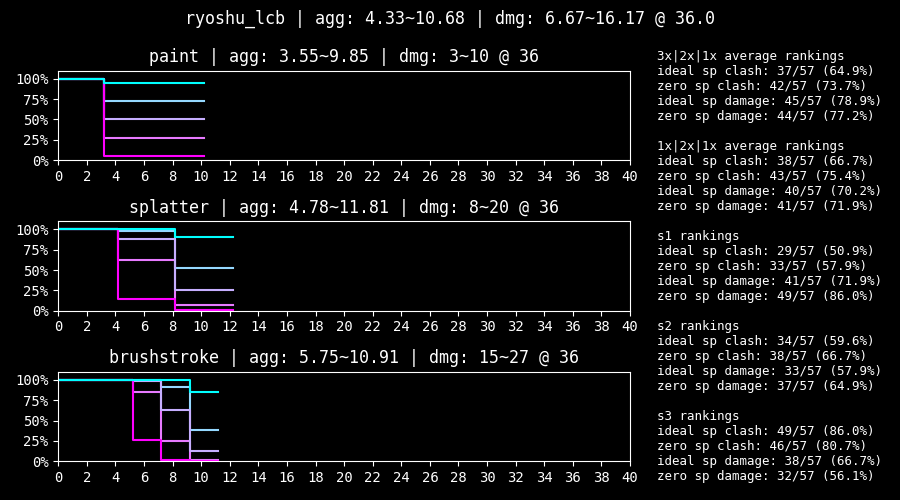 ryoshu_lcb | agg: 4.33~10.68 | dmg: 6.67~16.17 @ 36.0
paint | agg: 3.55~9.85 | dmg: 3~10 @ 36
100%
75%
50%
25%
0%
0 2 4 6 8 10 12 14 16 18 20 22 24 26 28 30 32 34 36 38 40
splatter | agg: 4.78~11.81 | dmg: 8~20 @ 36
100%
75%
50%
25%
0%
0 2 4 6 8 10 12 14 16 18 20 22 24 26 28 30 32 34 36 38 40
brushstroke | agg: 5.75~10.91 | dmg: 15~27 @ 36
100%
75%
50%
25%
0%
0 2 4 6 8 10 12 14 16 18 20 22 24 26 28 30 32 34 36 38 40
3x|2x|1x average rankings
ideal sp clash: 37/57 (64.9%)
zero sp clash: 42/57 (73.7%)
ideal sp damage: 45/57 (78.9%)
zero sp damage: 44/57 (77.2%)
1x|2x|1x average rankings
ideal sp clash: 38/57 (66.7%)
zero sp clash: 43/57 (75.4%)
ideal sp damage: 40/57 (70.2%)
zero sp damage: 41/57 (71.9%)
s1 rankings
ideal sp clash: 29/57 (50.9%)
zero sp clash: 33/57 (57.9%)
ideal sp damage: 41/57 (71.9%)
zero sp damage: 49/57 (86.0%)
s2 rankings
ideal sp clash: 34/57 (59.6%)
zero sp clash: 38/57 (66.7%)
ideal sp damage: 33/57 (57.9%)
zero sp damage: 37/57 (64.9%)
s3 rankings
ideal sp clash: 49/57 (86.0%)
zero sp clash: 46/57 (80.7%)
ideal sp damage: 38/57 (66.7%)
zero sp damage: 32/57 (56.1%)